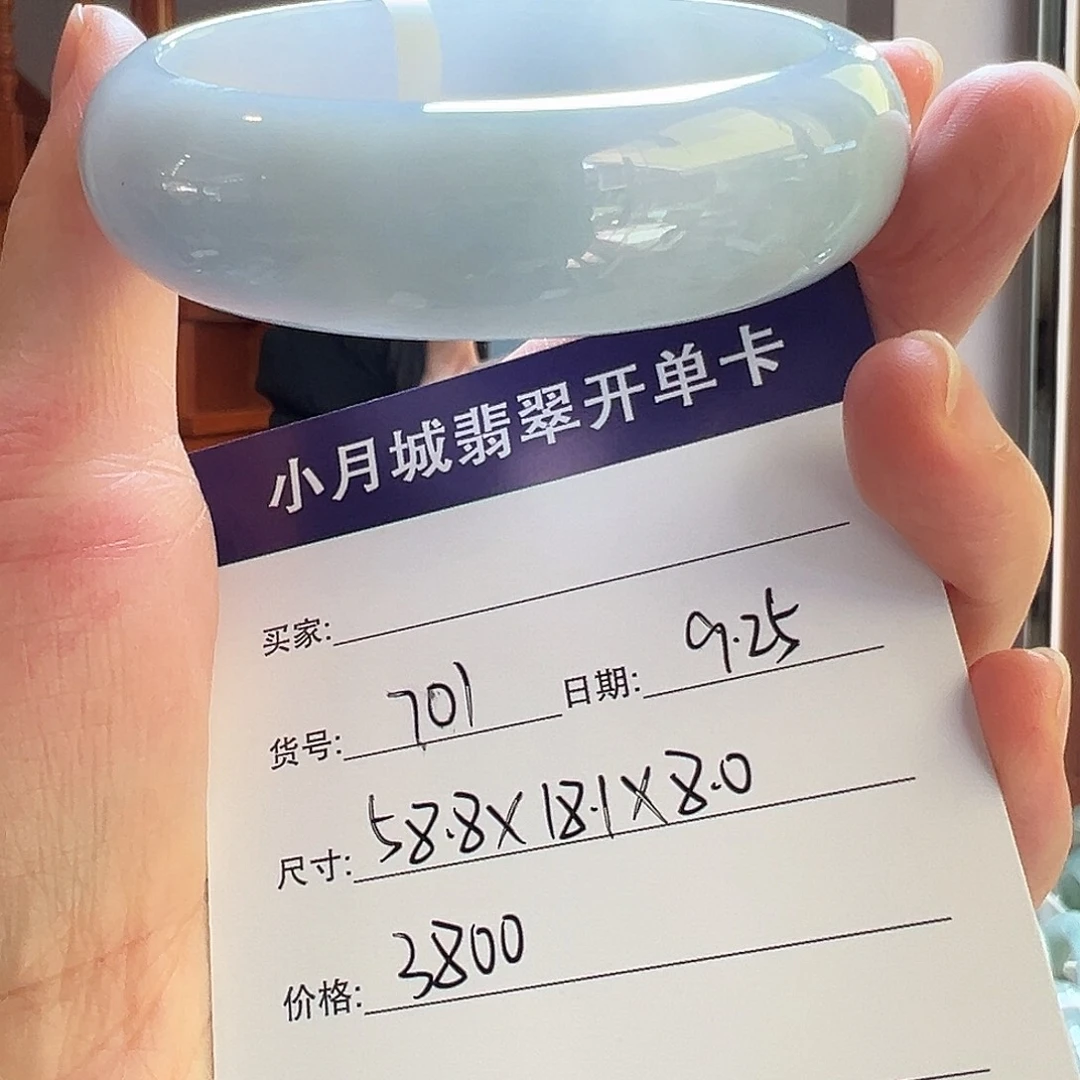 小月城翡翠开单卡
买家:
货号: 701 日期: 9.25
尺寸: 58.8X18.1X8.0
价格: 3800